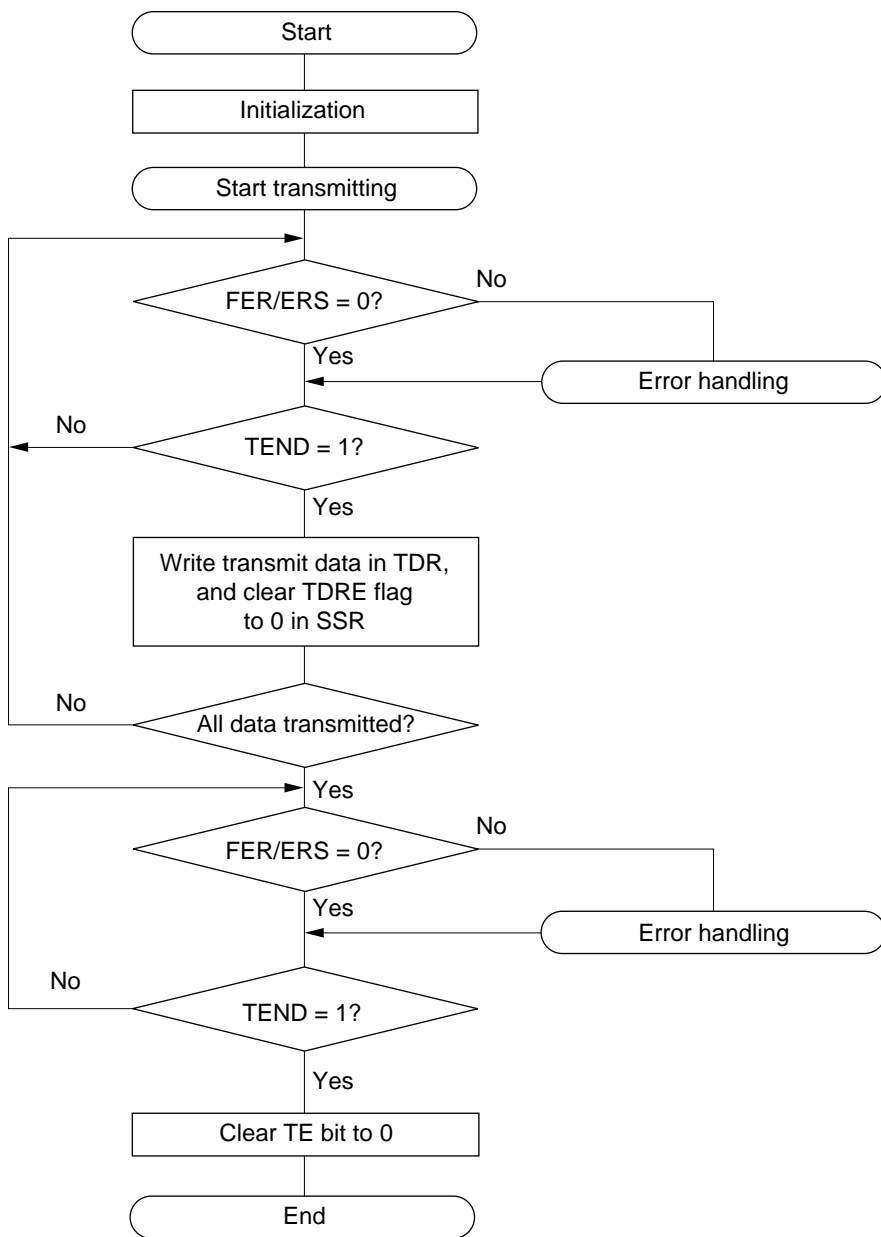 Start
Initialization
Start transmitting
FER/ERS = 0?
No
Yes
Error handling
No
TEND = 1?
Yes
Write transmit data in TDR,
and clear TDRE flag
to 0 in SSR
No
All data transmitted?
Yes
FER/ERS = 0?
No
Yes
Error handling
No
TEND = 1?
Yes
Clear TE bit to 0
End